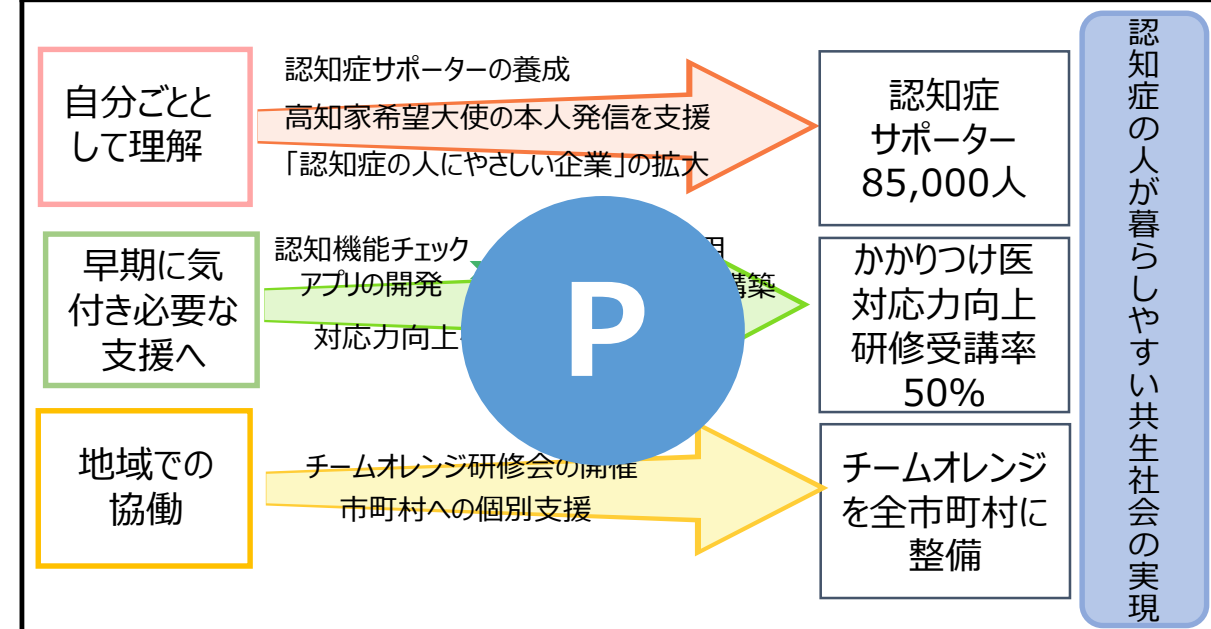 自分ごとと
して理解
認知症サポーターの養成
高知家希望大使の本人発信を支援
「認知症の人にやさしい企業」の拡大
認知症
サポーター
85,000人
早期に気
付き必要な
支援へ
認知機能チェック
アプリの開発
用
構築
対応力向上
P
かかりつけ医
対応力向上
研修受講率
50%
地域での
協働
チームオレンジ研修会の開催
市町村への個別支援
チームオレンジ
を全市町村に
整備
認知症の人が暮らしやすい共生社会の実現